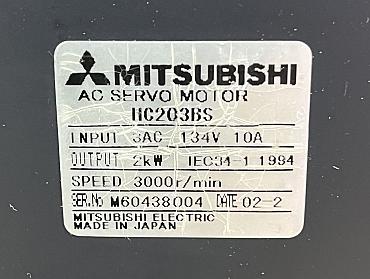 MITSUBISHI
AC SERVO MOTOR
HC203BS
INPUT 3AC 134V 10A
OUTPUT 2kW IEC34-1 1994
SPEED 3000r/min
SER.No M60438004 DATE 02-2
MITSUBISHI ELECTRIC
MADE IN JAPAN